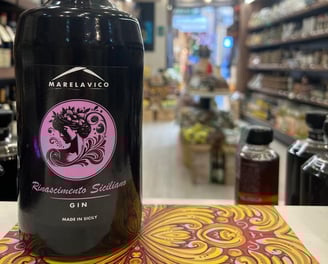 MARELAVICO
Rinascimento Siciliano
GIN
MADE IN SICILY